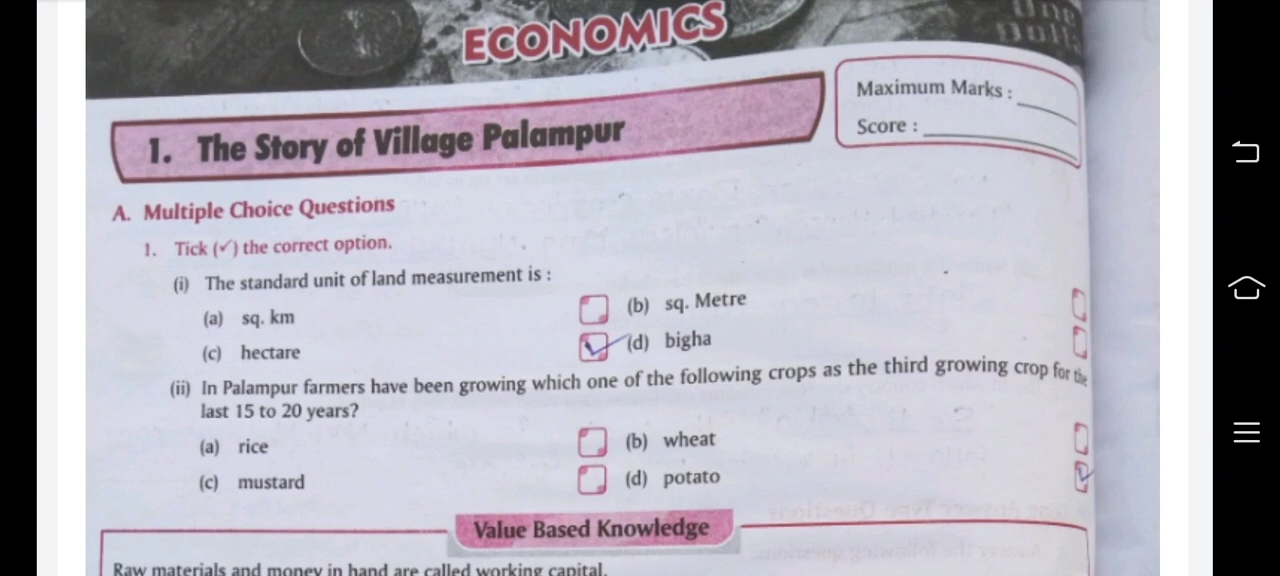 ECONOMICS
Maximum Marks :
Score :
1. The Story of Village Palampur
A. Multiple Choice Questions
1. Tick (✓) the correct option.
(i) The standard unit of land measurement is :
(a) sq. km
(b) sq. Metre
(c) hectare
(d) bigha
(ii) In Palampur farmers have been growing which one of the following crops as the third growing crop for the
last 15 to 20 years?
(a) rice
(b) wheat
(c) mustard
(d) potato
Value Based Knowledge
Raw materials and money in hand are called working capital.